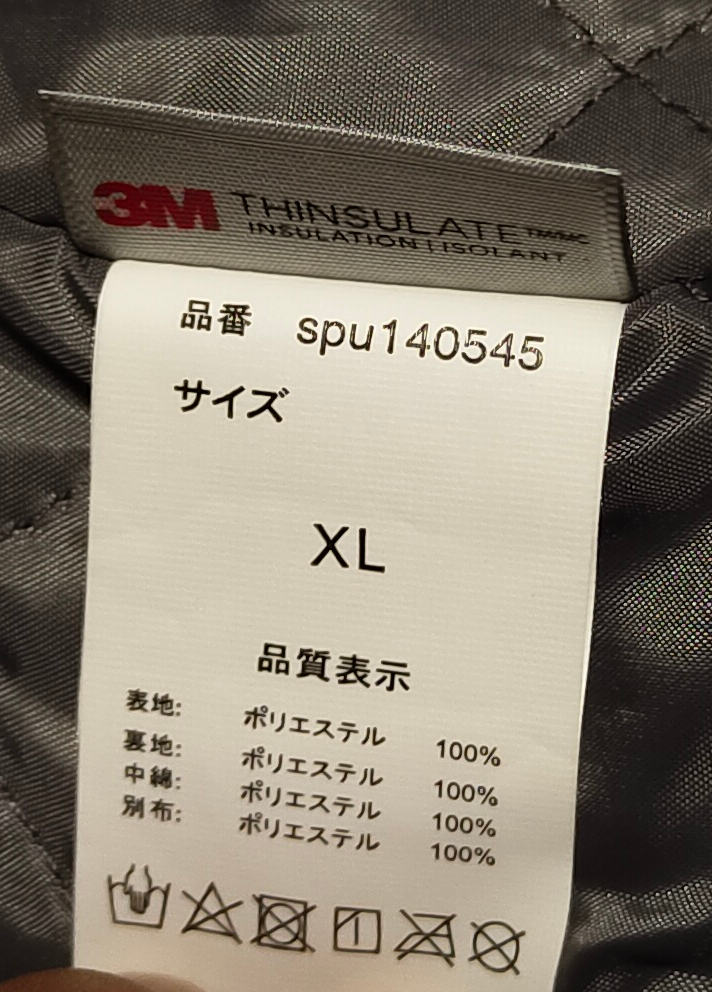 3M THINSULATE™/MC
INSULATION | ISOLANT
品番 spu140545
サイズ
XL
品質表示
表地: ポリエステル 100%
裏地: ポリエステル 100%
中綿: ポリエステル 100%
別布: ポリエステル 100%